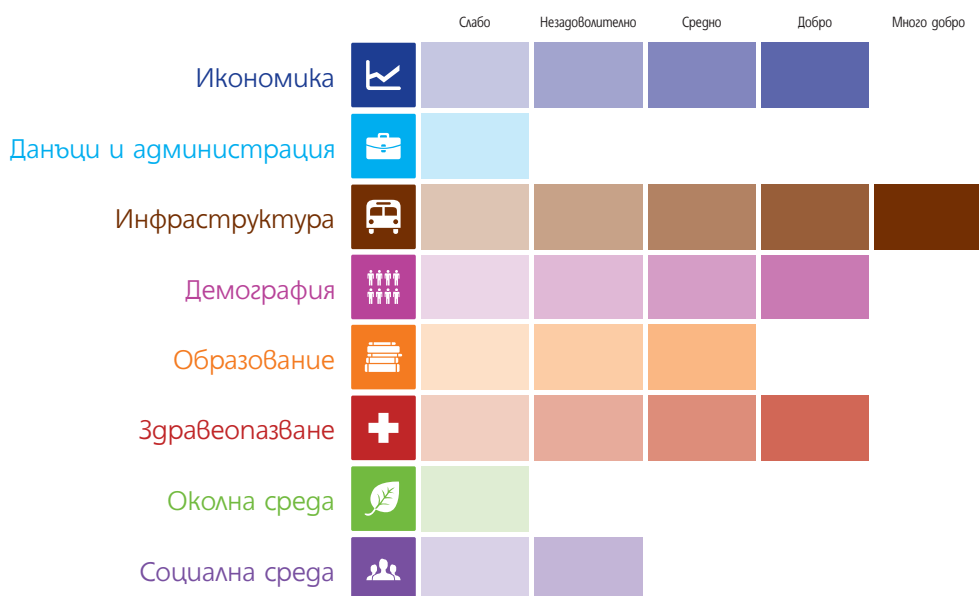 Слабо Незадоволително Средно Добро Много добро
Икономика
Данъци и администрация
Инфраструктура
Демография
Образование
Здравеопазване
Околна среда
Социална среда